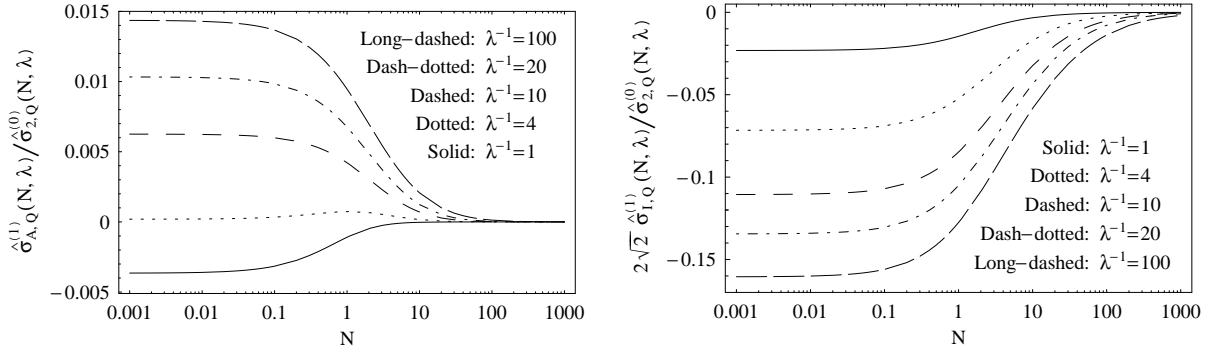 σ̂(1)A,Q(N, λ)/σ̂(0)2,Q(N, λ)
0.015
0.01
0.005
0
−0.005
Long−dashed: λ−1=100
Dash−dotted: λ−1=20
Dashed: λ−1=10
Dotted: λ−1=4
Solid: λ−1=1
0.001 0.01 0.1 1 10 100 1000
N
2√2 σ̂(1)I,Q(N, λ)/σ̂(0)2,Q(N, λ)
0
−0.05
−0.1
−0.15
Solid: λ−1=1
Dotted: λ−1=4
Dashed: λ−1=10
Dash−dotted: λ−1=20
Long−dashed: λ−1=100
0.001 0.01 0.1 1 10 100 1000
N